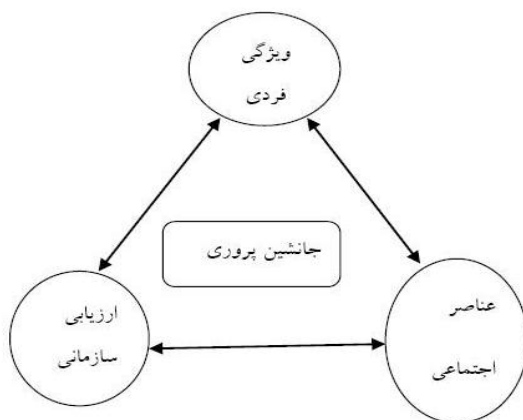 ویژگی
فردی
جانشین پروری
ارزیابی
سازمانی
عناصر
اجتماعی